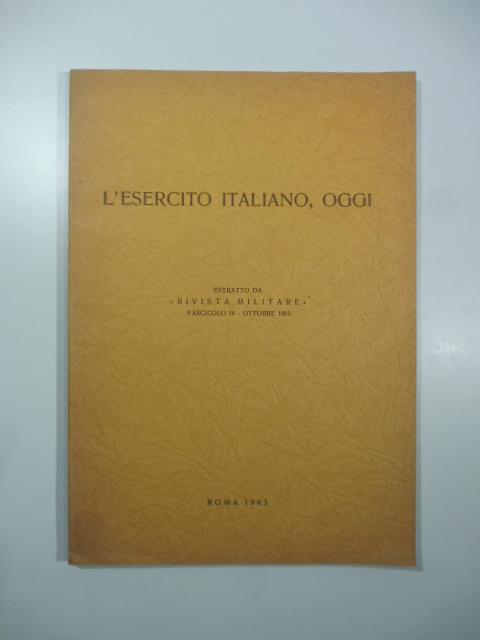 L'ESERCITO ITALIANO, OGGI
ESTRATTO DA
«RIVISTA MILITARE»
FASCICOLO 10 - OTTOBRE 1963
ROMA 1963